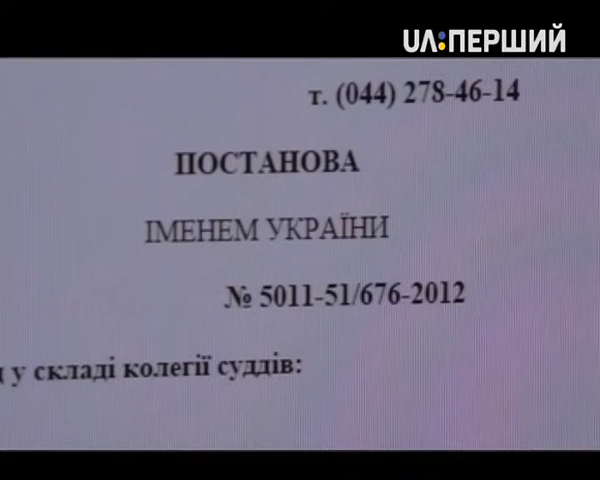 UA:ПЕРШИЙ
т. (044) 278-46-14
ПОСТАНОВА
ІМЕНЕМ УКРАЇНИ
№ 5011-51/676-2012
у складі колегії суддів: